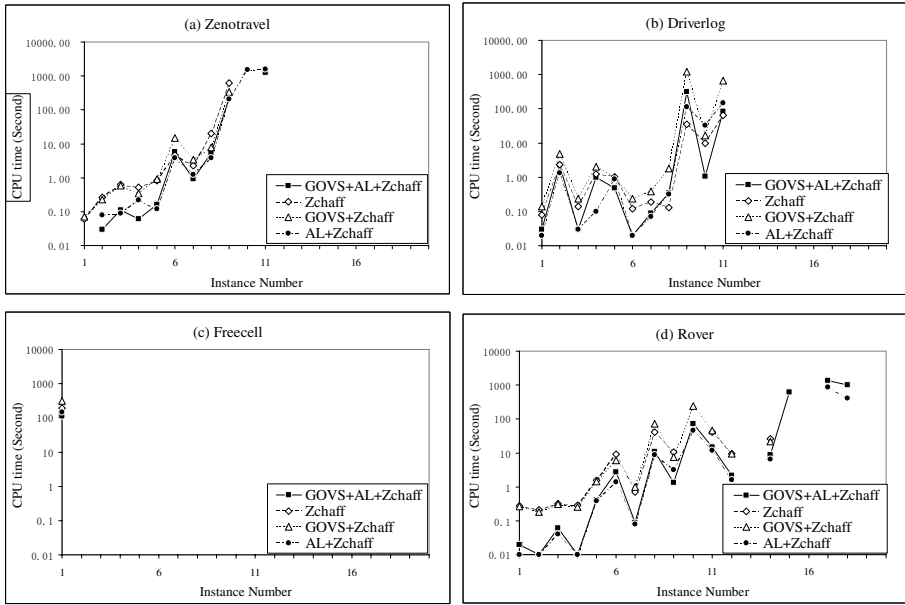 (a) Zenotravel
CPU time (Second)
10000. 00
1000. 00
100. 00
10. 00
1. 00
0. 10
0. 01
1 6 11 16
Instance Number
GOVS+AL+Zchaff
Zchaff
GOVS+Zchaff
AL+Zchaff
(b) Driverlog
CPU time (Second)
10000. 00
1000. 00
100. 00
10. 00
1. 00
0. 10
0. 01
1 6 11 16
Instance Number
GOVS+AL+Zchaff
Zchaff
GOVS+Zchaff
AL+Zchaff
(c) Freecell
CPU time (Second)
10000
1000
100
10
1
0. 1
0. 01
1 6 11 16
Instance Number
GOVS+AL+Zchaff
Zchaff
GOVS+Zchaff
AL+Zchaff
(d) Rover
CPU time (Second)
10000
1000
100
10
1
0. 1
0. 01
1 6 11 16
Instance Number
GOVS+AL+Zchaff
Zchaff
GOVS+Zchaff
AL+Zchaff